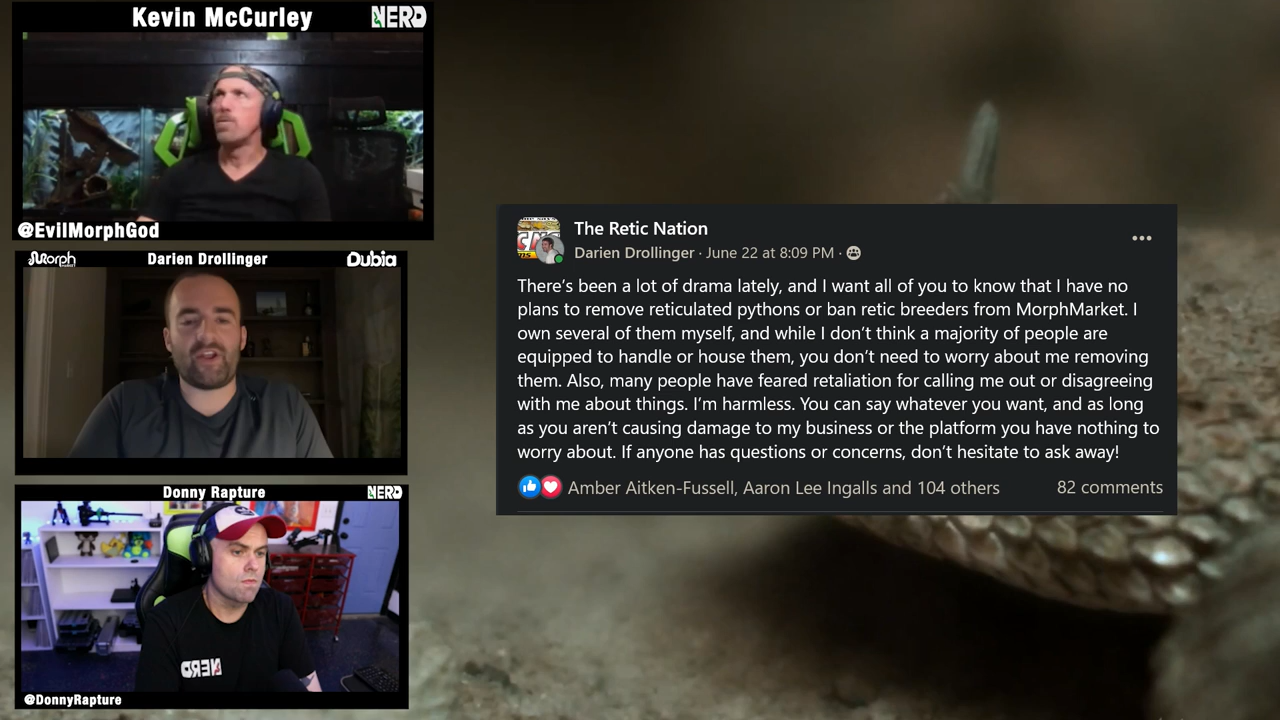 Kevin McCurley
NERD
@EvilMorphGod
Morph
Darien Drollinger
Dubia
Donny Rapture
NERD
NERD
@DonnyRapture
The Retic Nation
Darien Drollinger · June 22 at 8:09 PM ·
There's been a lot of drama lately, and I want all of you to know that I have no
plans to remove reticulated pythons or ban retic breeders from MorphMarket. I
own several of them myself, and while I don't think a majority of people are
equipped to handle or house them, you don't need to worry about me removing
them. Also, many people have feared retaliation for calling me out or disagreeing
with me about things. I'm harmless. You can say whatever you want, and as long
as you aren't causing damage to my business or the platform you have nothing to
worry about. If anyone has questions or concerns, don't hesitate to ask away!
Amber Aitken-Fussell, Aaron Lee Ingalls and 104 others
82 comments